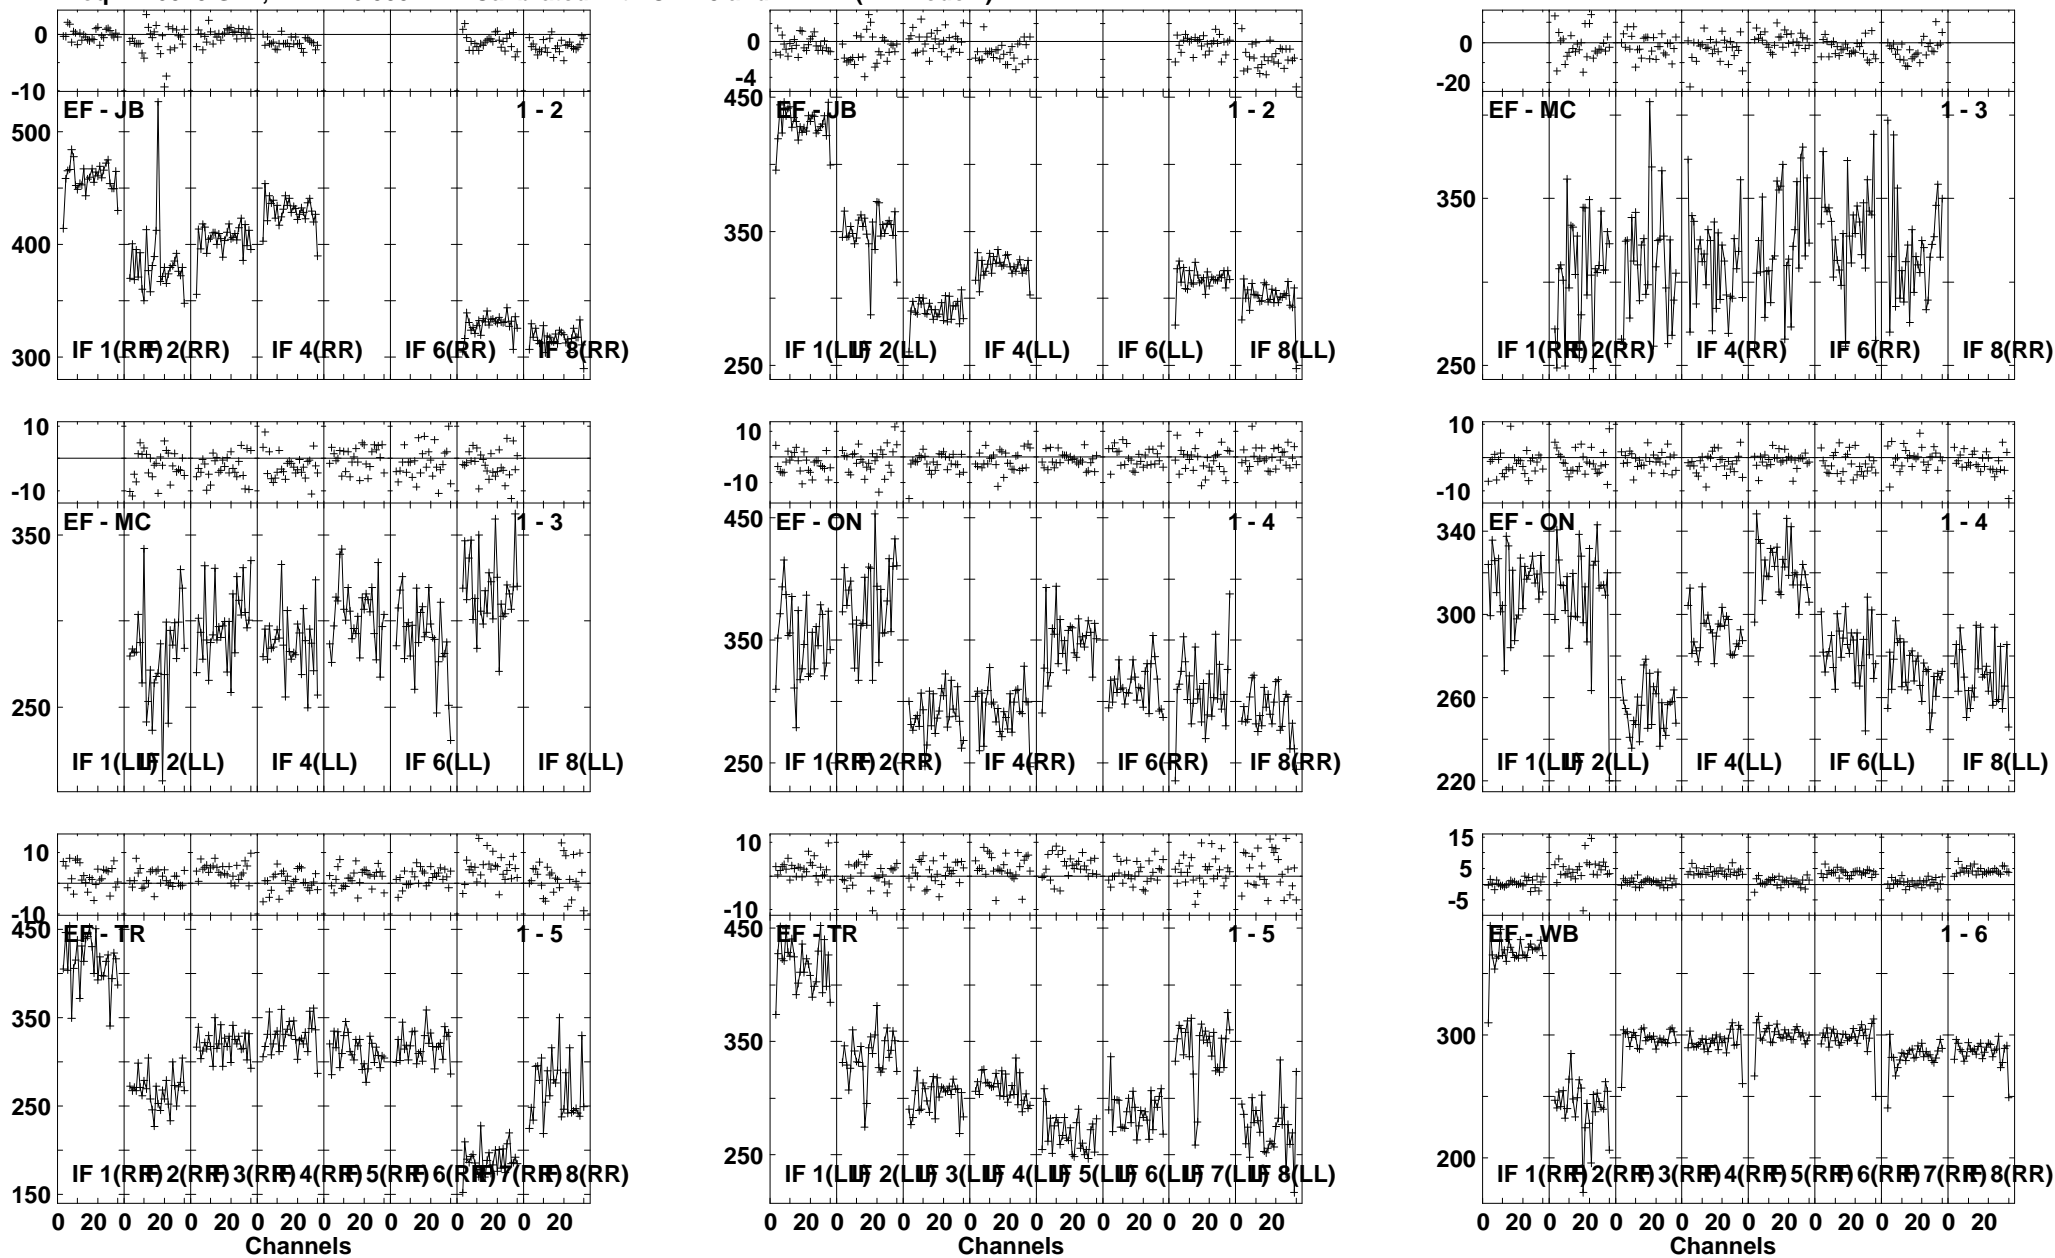 0
-10
EF - JB 1 - 2
500
400
300
IF 1(RR) IF 2(RR) IF 4(RR) IF 6(RR) IF 8(RR)
0
-4
450
EF - JB 1 - 2
350
250
IF 1(LL) IF 2(LL) IF 4(LL) IF 6(LL) IF 8(LL)
0
-20
EF - MC 1 - 3
350
250
IF 1(RR) IF 2(RR) IF 4(RR) IF 6(RR) IF 8(RR)
10
-10
EF - MC 1 - 3
350
250
IF 1(LL) IF 2(LL) IF 4(LL) IF 6(LL) IF 8(LL)
10
-10
450
EF - ON 1 - 4
350
250
IF 1(RR) IF 2(RR) IF 4(RR) IF 6(RR) IF 8(RR)
10
-10
EF - ON 1 - 4
340
300
260
220
IF 1(LL) IF 2(LL) IF 4(LL) IF 6(LL) IF 8(LL)
10
-10
450
EF - TR 1 - 5
350
250
150
IF 1(RR) IF 2(RR) IF 3(RR) IF 4(RR) IF 5(RR) IF 6(RR) IF 7(RR) IF 8(RR)
0 20 0 20 0 20 0 20 0 20 0 20 0 20 0 20
Channels
10
-10
450
EF - TR 1 - 5
350
250
IF 1(LL) IF 2(LL) IF 3(LL) IF 4(LL) IF 5(LL) IF 6(LL) IF 7(LL) IF 8(LL)
0 20 0 20 0 20 0 20 0 20 0 20 0 20 0 20
Channels
15
5
-5
EF - WB 1 - 6
300
200
IF 1(RR) IF 2(RR) IF 3(RR) IF 4(RR) IF 5(RR) IF 6(RR) IF 7(RR) IF 8(RR)
0 20 0 20 0 20 0 20 0 20 0 20 0 20 0 20
Channels